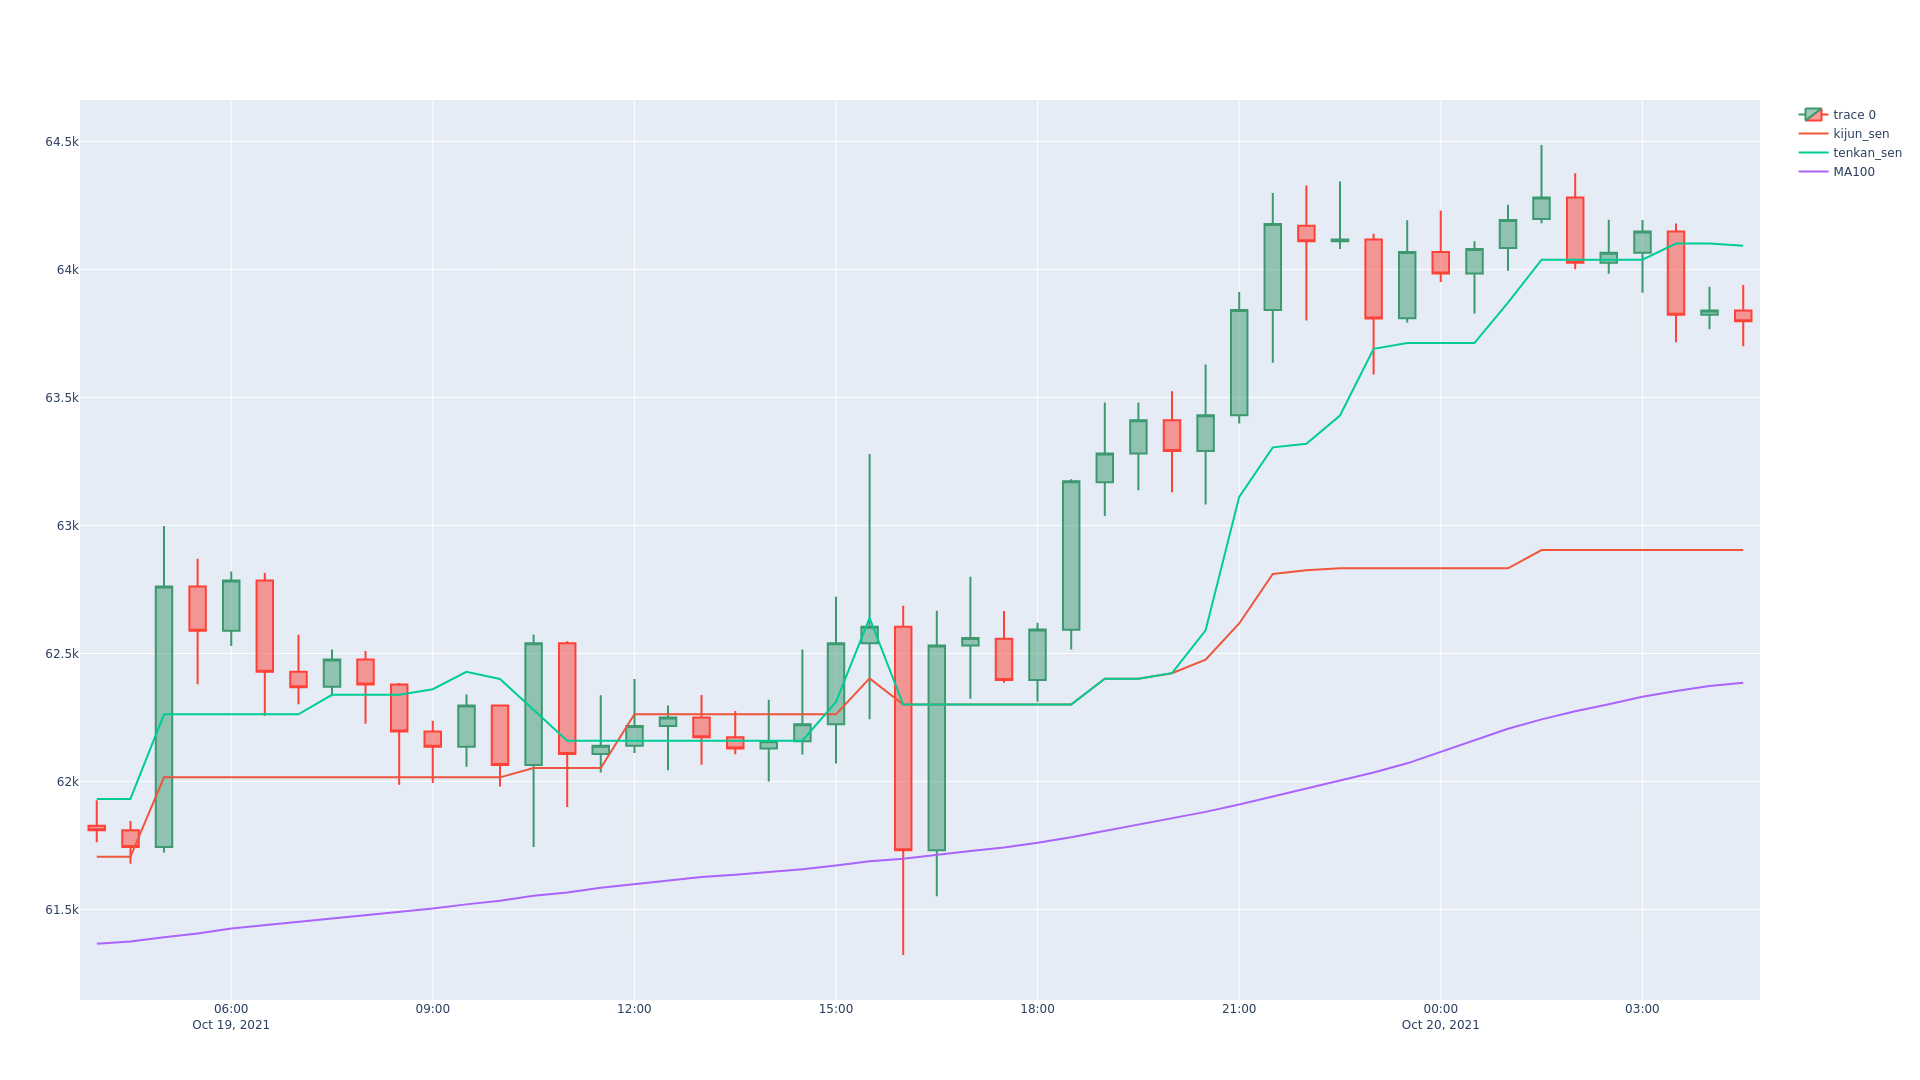 64.5k
64k
63.5k
63k
62.5k
62k
61.5k
06:00
Oct 19, 2021
09:00
12:00
15:00
18:00
21:00
00:00
Oct 20, 2021
03:00
trace 0
kijun_sen
tenkan_sen
MA100